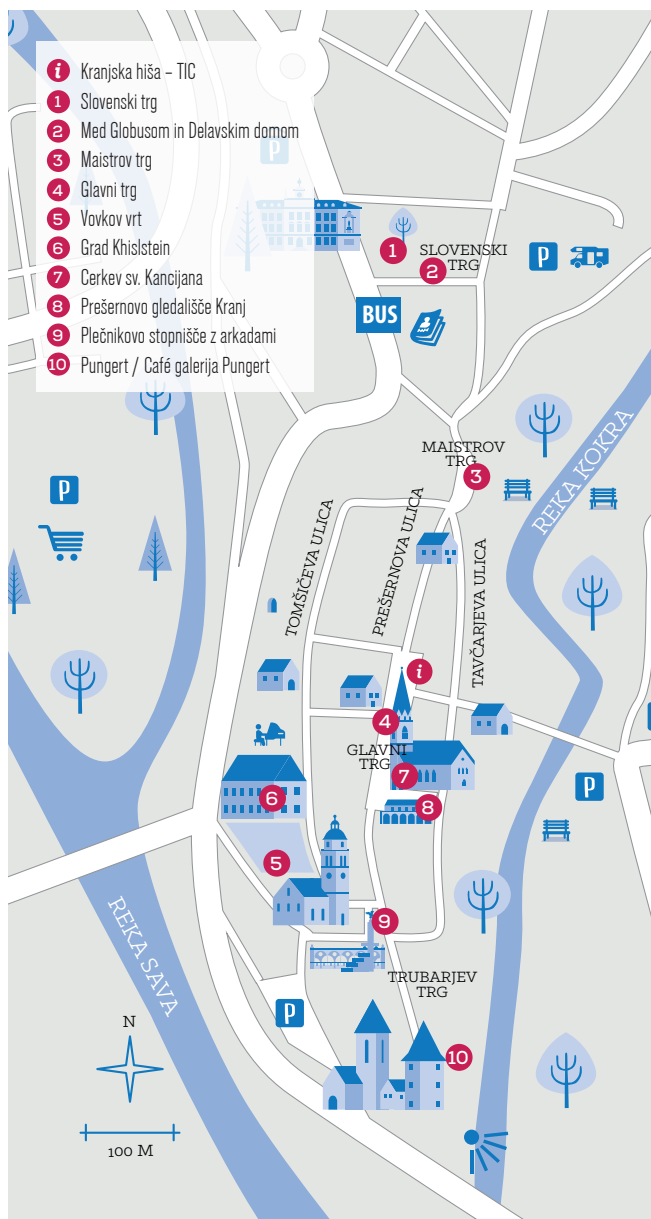 i Kranjska hiša – TIC
1 Slovenski trg
2 Med Globusom in Delavskim domom
3 Maistrov trg
4 Glavni trg
5 Vovkov vrt
6 Grad Khislstein
7 Cerkev sv. Kancijana
8 Prešernovo gledališče Kranj
9 Plečnikovo stopnišče z arkadami
10 Pungert / Café galerija Pungert
P
1
SLOVENSKI
TRG
2
P
BUS
MAISTROV
TRG
3
REKA KOKRA
P
TOMŠIČEVA ULICA
PREŠERNOVA ULICA
TAVČARJEVA ULICA
i
4
GLAVNI
TRG
7
6
8
P
5
9
REKA SAVA
TRUBARJEV
TRG
P
N
10
100 M